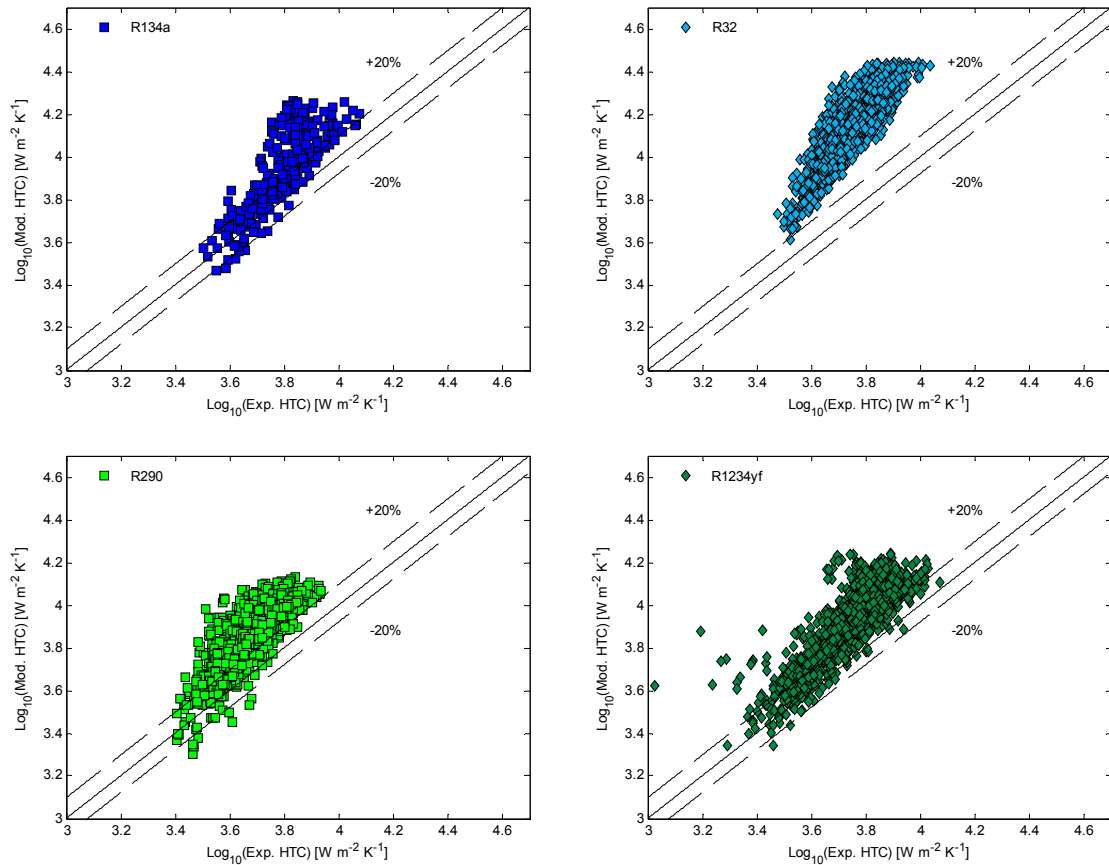 R134a
+20%
-20%
4.6
4.4
4.2
4
3.8
3.6
3.4
3.2
3
3 3.2 3.4 3.6 3.8 4 4.2 4.4 4.6
Log10(Mod. HTC) [W m-2 K-1]
Log10(Exp. HTC) [W m-2 K-1]
R32
+20%
-20%
4.6
4.4
4.2
4
3.8
3.6
3.4
3.2
3
3 3.2 3.4 3.6 3.8 4 4.2 4.4 4.6
Log10(Mod. HTC) [W m-2 K-1]
Log10(Exp. HTC) [W m-2 K-1]
R290
+20%
-20%
4.6
4.4
4.2
4
3.8
3.6
3.4
3.2
3
3 3.2 3.4 3.6 3.8 4 4.2 4.4 4.6
Log10(Mod. HTC) [W m-2 K-1]
Log10(Exp. HTC) [W m-2 K-1]
R1234yf
+20%
-20%
4.6
4.4
4.2
4
3.8
3.6
3.4
3.2
3
3 3.2 3.4 3.6 3.8 4 4.2 4.4 4.6
Log10(Mod. HTC) [W m-2 K-1]
Log10(Exp. HTC) [W m-2 K-1]